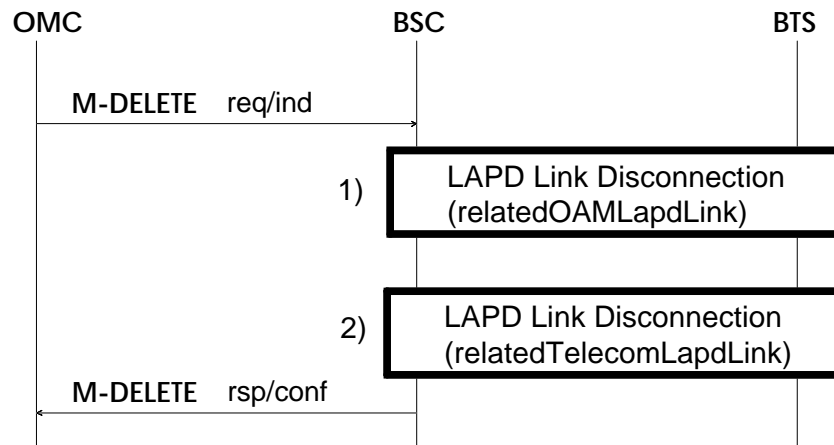 OMC BSC BTS
M-DELETE req/ind
1) LAPD Link Disconnection
(relatedOAMLapdLink)
2) LAPD Link Disconnection
(relatedTelecomLapdLink)
M-DELETE rsp/conf